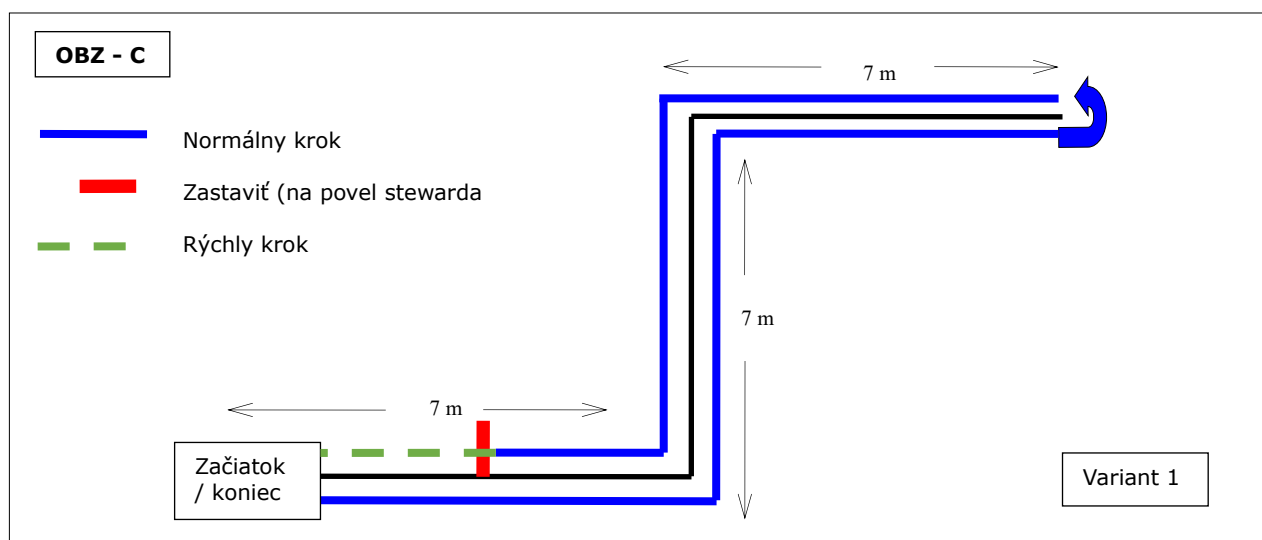 OBZ - C
7 m
Normálny krok
Zastaviť (na povel stewarda
Rýchly krok
7 m
7 m
Začiatok
/ koniec
Variant 1